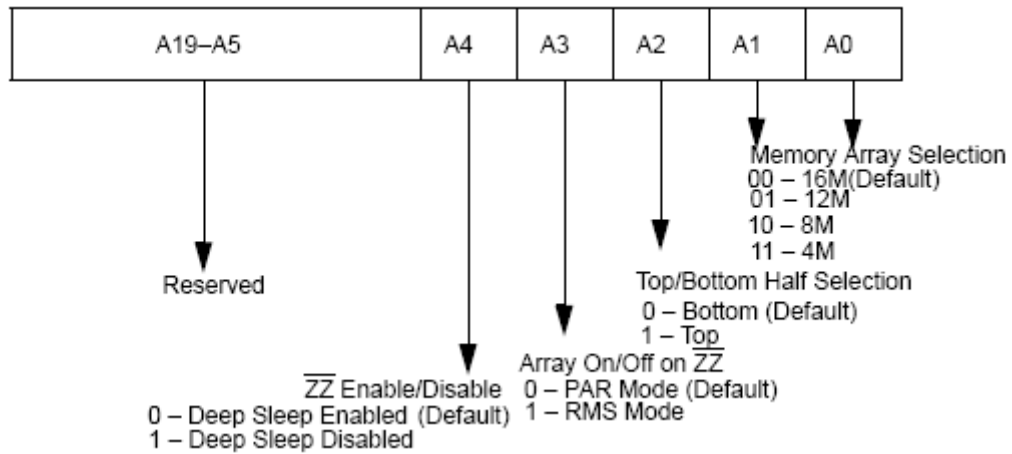 A19–A5 A4 A3 A2 A1 A0
Memory Array Selection
00 – 16M(Default)
01 – 12M
10 – 8M
11 – 4M
Reserved
Top/Bottom Half Selection
0 – Bottom (Default)
1 – Top
Array On/Off on Z̅Z̅
0 – PAR Mode (Default)
1 – RMS Mode
Z̅Z̅ Enable/Disable
0 – Deep Sleep Enabled (Default)
1 – Deep Sleep Disabled